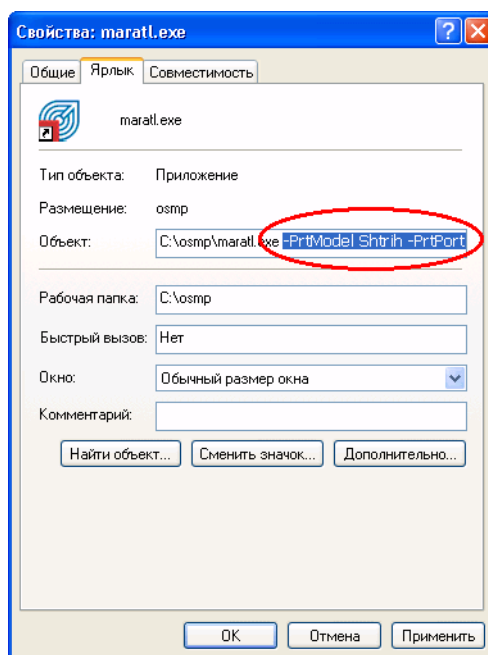 Свойства: maratl.exe
Общие Ярлык Совместимость
maratl.exe
Тип объекта: Приложение
Размещение: osmp
Объект: C:\osmp\maratl.exe -PrtModel Shtrih -PrtPort
Рабочая папка: C:\osmp
Быстрый вызов: Нет
Окно: Обычный размер окна
Комментарий:
Найти объект... Сменить значок... Дополнительно...
OK Отмена Применить